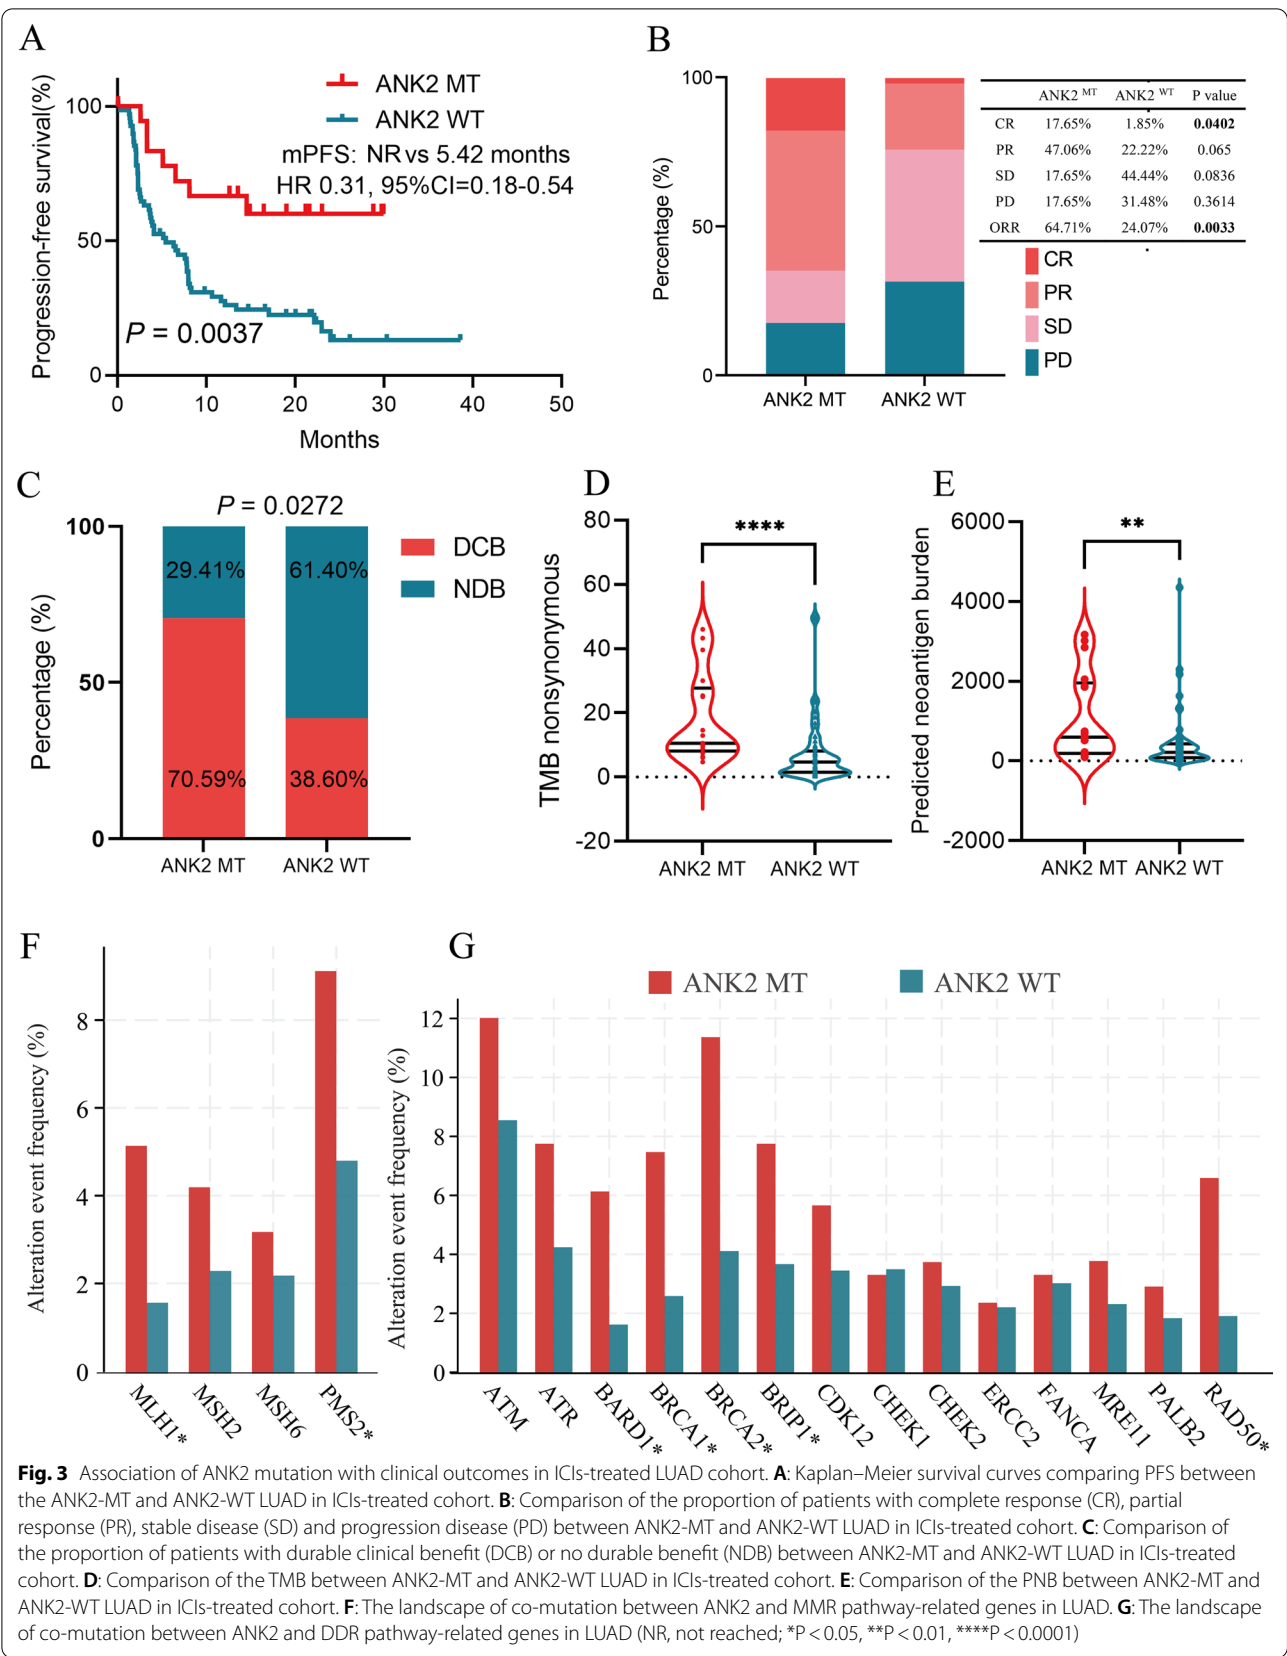 A
Progression-free survival(%)
100
50
0
0 10 20 30 40 50
Months
ANK2 MT
ANK2 WT
mPFS: NR vs 5.42 months
HR 0.31, 95%CI=0.18-0.54
P = 0.0037
B
Percentage (%)
100
50
0
ANK2 MT ANK2 WT
ANK2 MT ANK2 WT P value
CR 17.65% 1.85% 0.0402
PR 47.06% 22.22% 0.065
SD 17.65% 44.44% 0.0836
PD 17.65% 31.48% 0.3614
ORR 64.71% 24.07% 0.0033
CR
PR
SD
PD
C
P = 0.0272
Percentage (%)
100
50
0
29.41% 61.40%
70.59% 38.60%
ANK2 MT ANK2 WT
DCB
NDB
D
TMB nonsynonymous
80
60
40
20
0
-20
****
ANK2 MT ANK2 WT
E
Predicted neoantigen burden
6000
4000
2000
0
-2000
**
ANK2 MT ANK2 WT
F
Alteration event frequency (%)
8
6
4
2
0
MLH1* MSH2 MSH6 PMS2*
G
ANK2 MT ANK2 WT
Alteration event frequency (%)
12
10
8
6
4
2
0
ATM ATR BARD1* BRCA1* BRCA2* BRIP1* CDK12 CHEK1 CHEK2 ERCC2 FANCA MRE11 PALB2 RAD50*
Fig. 3 Association of ANK2 mutation with clinical outcomes in ICIs-treated LUAD cohort. A: Kaplan–Meier survival curves comparing PFS between
the ANK2-MT and ANK2-WT LUAD in ICIs-treated cohort. B: Comparison of the proportion of patients with complete response (CR), partial
response (PR), stable disease (SD) and progression disease (PD) between ANK2-MT and ANK2-WT LUAD in ICIs-treated cohort. C: Comparison of
the proportion of patients with durable clinical benefit (DCB) or no durable benefit (NDB) between ANK2-MT and ANK2-WT LUAD in ICIs-treated
cohort. D: Comparison of the TMB between ANK2-MT and ANK2-WT LUAD in ICIs-treated cohort. E: Comparison of the PNB between ANK2-MT and
ANK2-WT LUAD in ICIs-treated cohort. F: The landscape of co-mutation between ANK2 and MMR pathway-related genes in LUAD. G: The landscape
of co-mutation between ANK2 and DDR pathway-related genes in LUAD (NR, not reached; *P < 0.05, **P < 0.01, ****P < 0.0001)